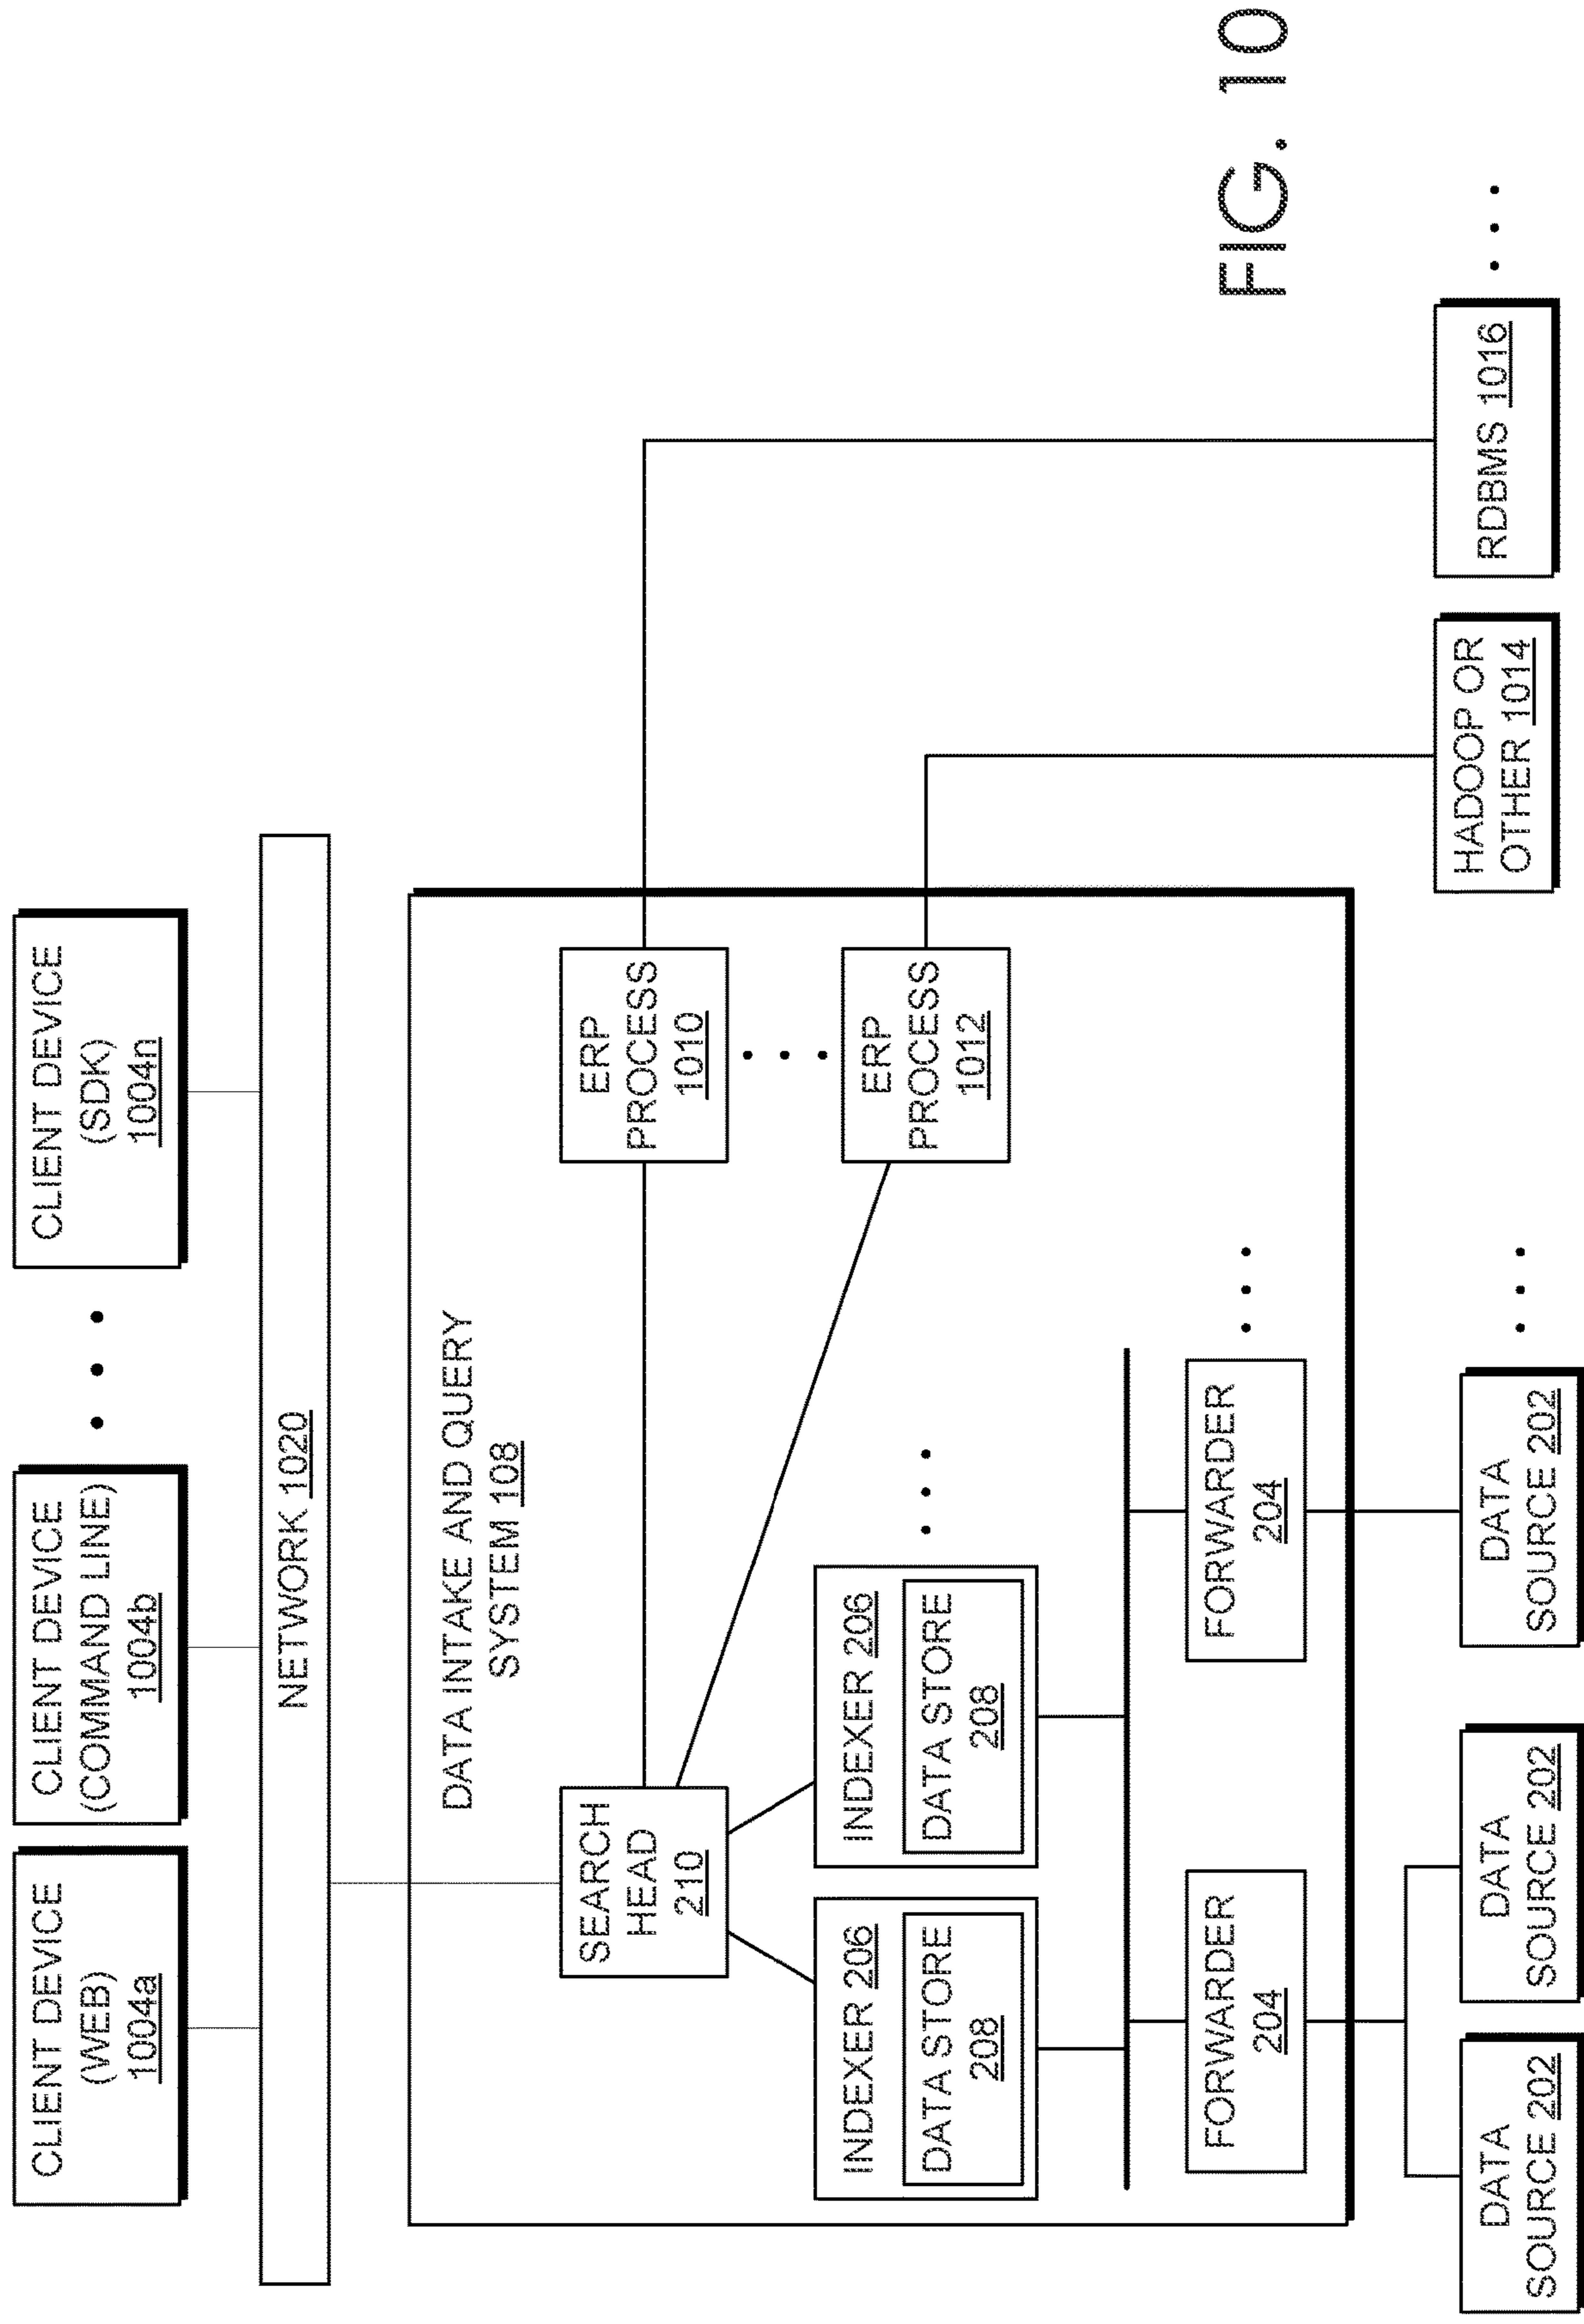 CLIENT DEVICE
(WEB)
1004a
CLIENT DEVICE
(COMMAND LINE)
1004b
CLIENT DEVICE
(SDK)
1004n
NETWORK 1020
DATA INTAKE AND QUERY
SYSTEM 108
SEARCH
HEAD
210
ERP
PROCESS
1010
INDEXER 206
DATA STORE
208
INDEXER 206
DATA STORE
208
ERP
PROCESS
1012
FORWARDER
204
FORWARDER
204
DATA
SOURCE 202
DATA
SOURCE 202
DATA
SOURCE 202
HADOOP OR
OTHER 1014
RDBMS 1016
FIG. 10